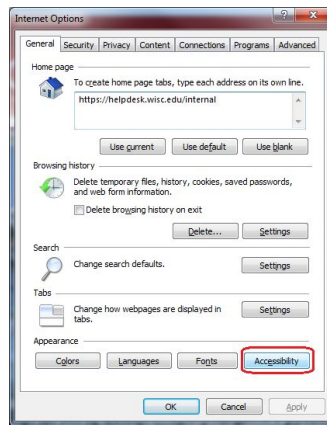 Internet Options
General Security Privacy Content Connections Programs Advanced
Home page
To create home page tabs, type each address on its own line.
https://helpdesk.wisc.edu/internal
Use current Use default Use blank
Browsing history
Delete temporary files, history, cookies, saved passwords,
and web form information.
Delete browsing history on exit
Delete... Settings
Search
Change search defaults. Settings
Tabs
Change how webpages are displayed in Settings
tabs.
Appearance
Colors Languages Fonts Accessibility
OK Cancel Apply